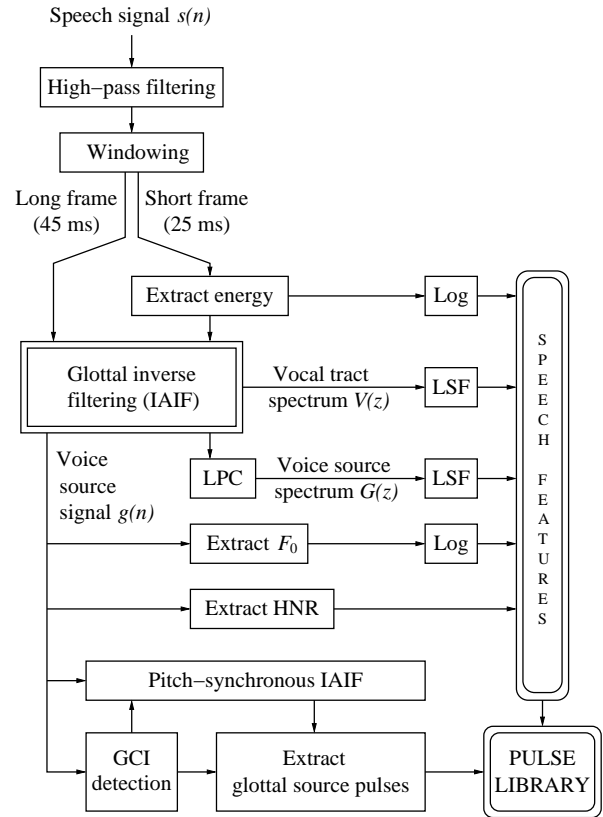 Speech signal s(n)
High−pass filtering
Windowing
Long frame
(45 ms)
Short frame
(25 ms)
Extract energy
Log
Glottal inverse
filtering (IAIF)
Vocal tract
spectrum V(z)
LSF
Voice
source
signal g(n)
LPC
Voice source
spectrum G(z)
LSF
Extract F0
Log
Extract HNR
SPEECH FEATURES
Pitch−synchronous IAIF
GCI
detection
Extract
glottal source pulses
PULSE
LIBRARY